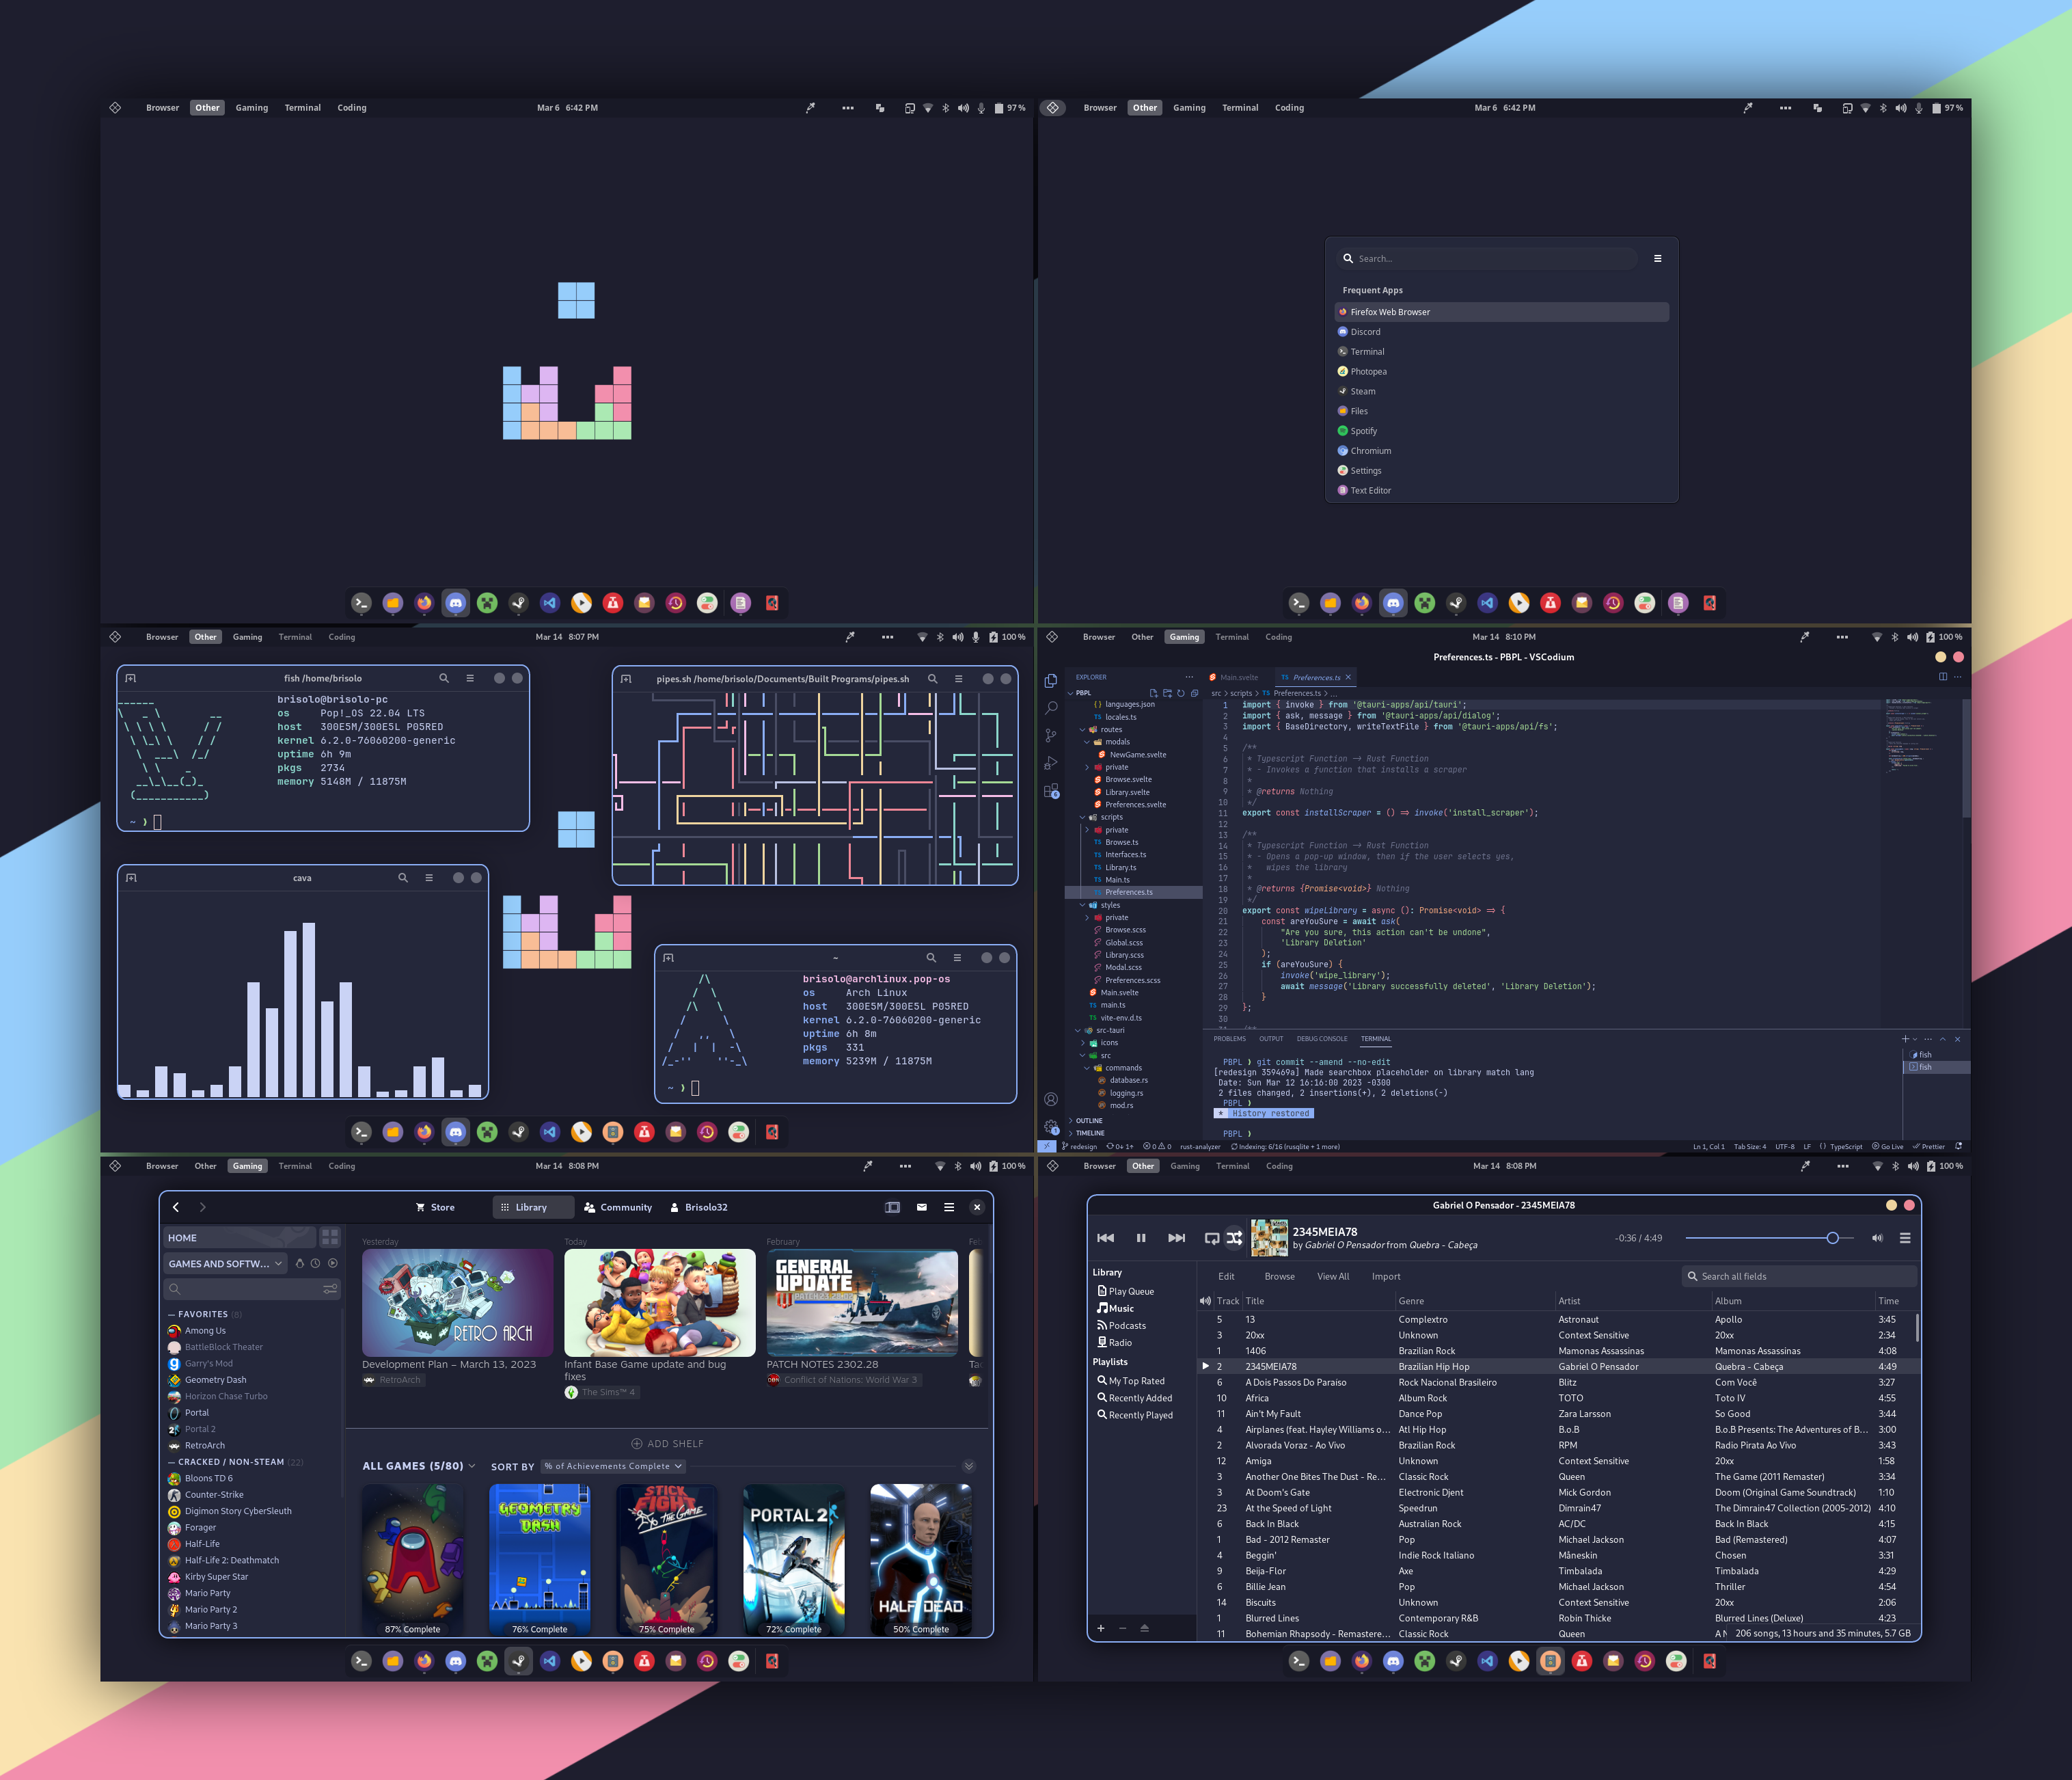 Browser Other Gaming Terminal Coding
Mar 6 6:42 PM
97 %
Browser Other Gaming Terminal Coding
Mar 6 6:42 PM
97 %
Search...
Frequent Apps
Firefox Web Browser
Discord
Terminal
Photopea
Steam
Files
Spotify
Chromium
Settings
Text Editor
Browser Other Gaming Terminal Coding
Mar 14 8:07 PM
100 %
fish /home/brisolo
brisolo@brisolo-pc
os Pop!_OS 22.04 LTS
host 300E5M/300E5L P05RED
kernel 6.2.0-76060200-generic
uptime 6h 9m
pkgs 2734
memory 5148M / 11875M
~ ❯
pipes.sh /home/brisolo/Documents/Built Programs/pipes.sh
cava
~
brisolo@archlinux.pop-os
os Arch Linux
host 300E5M/300E5L P05RED
kernel 6.2.0-76060200-generic
uptime 6h 8m
pkgs 331
memory 5239M / 11875M
~ ❯
Browser Other Gaming Terminal Coding
Mar 14 8:10 PM
100 %
Preferences.ts - PBPL - VSCodium
EXPLORER
PBPL
languages.json
locales.ts
routes
modals
NewGame.svelte
private
Browse.svelte
Library.svelte
Preferences.svelte
scripts
private
Browse.ts
Interfaces.ts
Library.ts
Main.ts
Preferences.ts
styles
private
Browse.scss
Global.scss
Library.scss
Modal.scss
Preferences.scss
Main.svelte
main.ts
vite-env.d.ts
src-tauri
icons
src
commands
database.rs
logging.rs
mod.rs
OUTLINE
TIMELINE
Main.svelte
TS Preferences.ts
src > scripts > TS Preferences.ts > ...
1 import { invoke } from '@tauri-apps/api/tauri';
2 import { ask, message } from '@tauri-apps/api/dialog';
3 import { BaseDirectory, writeTextFile } from '@tauri-apps/api/fs';
4
5 /**
6 * Typescript Function → Rust Function
7 * - Invokes a function that installs a scraper
8 *
9 * @returns Nothing
10 */
11 export const installScraper = () ⇒ invoke('install_scraper');
12
13 /**
14 * Typescript Function → Rust Function
15 * - Opens a pop-up window, then if the user selects yes,
16 * wipes the library
17 *
18 * @returns {Promise<void>} Nothing
19 */
20 export const wipeLibrary = async (): Promise<void> ⇒ {
21 const areYouSure = await ask(
22 "Are you sure, this action can't be undone",
23 'Library Deletion'
24 );
25 if (areYouSure) {
26 invoke('wipe_library');
27 await message('Library successfully deleted', 'Library Deletion');
28 }
29 };
30
31 /**
PROBLEMS OUTPUT DEBUG CONSOLE TERMINAL
PBPL ❯ git commit --amend --no-edit
[redesign 359469a] Made searchbox placeholder on library match lang
Date: Sun Mar 12 16:16:00 2023 -0300
2 files changed, 2 insertions(+), 2 deletions(-)
PBPL ❯
* History restored
PBPL ❯
fish
fish
redesign 0↓ 1↑ 0 0 rust-analyzer Indexing: 6/16 (rusqlite + 1 more)
Ln 1, Col 1 Tab Size: 4 UTF-8 LF {} TypeScript Go Live Prettier
Browser Other Gaming Terminal Coding
Mar 14 8:08 PM
100 %
Store Library Community Brisolo32
HOME
GAMES AND SOFTW...
— FAVORITES (8)
Among Us
BattleBlock Theater
Garry's Mod
Geometry Dash
Horizon Chase Turbo
Portal
Portal 2
RetroArch
— CRACKED / NON-STEAM (22)
Bloons TD 6
Counter-Strike
Digimon Story CyberSleuth
Forager
Half-Life
Half-Life 2: Deathmatch
Kirby Super Star
Mario Party
Mario Party 2
Mario Party 3
Yesterday
RETRO ARCH
Development Plan – March 13, 2023
RetroArch
Today
Infant Base Game update and bug
fixes
The Sims™ 4
February
GENERAL
UPDATE
PATCH 2302.28
PATCH NOTES 2302.28
Conflict of Nations: World War 3
Feb
Tac
ADD SHELF
ALL GAMES (5/80)
SORT BY % of Achievements Complete
87% Complete
GEOMETRY
DASH
76% Complete
STICK
FIGHT
THE GAME
75% Complete
PORTAL 2
72% Complete
HALF DEAD
50% Complete
Browser Other Gaming Terminal Coding
Mar 14 8:08 PM
100 %
Gabriel O Pensador - 2345MEIA78
2345MEIA78
by Gabriel O Pensador from Quebra - Cabeça
-0:36 / 4:49
Library
Play Queue
Music
Podcasts
Radio
Playlists
My Top Rated
Recently Added
Recently Played
Edit Browse View All Import
Search all fields
Track Title Genre Artist Album Time
5 13 Complextro Astronaut Apollo 3:45
3 20xx Unknown Context Sensitive 20xx 2:34
1 1406 Brazilian Rock Mamonas Assassinas Mamonas Assassinas 4:08
2 2345MEIA78 Brazilian Hip Hop Gabriel O Pensador Quebra - Cabeça 4:49
6 A Dois Passos Do Paraíso Rock Nacional Brasileiro Blitz Com Você 3:27
10 Africa Album Rock TOTO Toto IV 4:55
11 Ain't My Fault Dance Pop Zara Larsson So Good 3:44
4 Airplanes (feat. Hayley Williams o... Atl Hip Hop B.o.B B.o.B Presents: The Adventures of B... 3:00
2 Alvorada Voraz - Ao Vivo Brazilian Rock RPM Radio Pirata Ao Vivo 3:43
12 Amiga Unknown Context Sensitive 20xx 1:58
3 Another One Bites The Dust - Re... Classic Rock Queen The Game (2011 Remaster) 3:34
3 At Doom's Gate Electronic Djent Mick Gordon Doom (Original Game Soundtrack) 1:10
23 At the Speed of Light Speedrun Dimrain47 The Dimrain47 Collection (2005-2012) 4:10
6 Back In Black Australian Rock AC/DC Back In Black 4:15
1 Bad - 2012 Remaster Pop Michael Jackson Bad (Remastered) 4:07
4 Beggin' Indie Rock Italiano Måneskin Chosen 3:31
9 Beija-Flor Axe Timbalada Timbalada 4:29
6 Billie Jean Pop Michael Jackson Thriller 4:54
14 Biscuits Unknown Context Sensitive 20xx 2:06
1 Blurred Lines Contemporary R&B Robin Thicke Blurred Lines (Deluxe) 4:23
11 Bohemian Rhapsody - Remastere... Classic Rock Queen A N
206 songs, 13 hours and 35 minutes, 5.7 GB